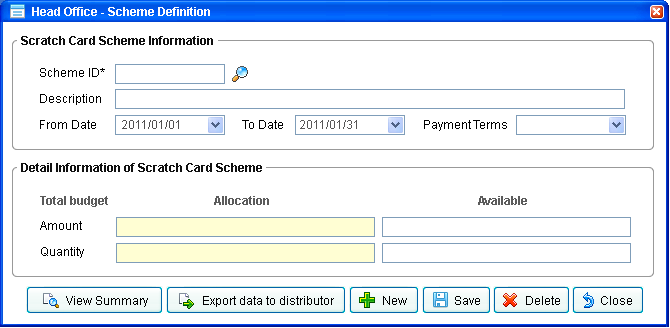 Head Office - Scheme Definition
Scratch Card Scheme Information
Scheme ID*
Description
From Date 2011/01/01 To Date 2011/01/31 Payment Terms
Detail Information of Scratch Card Scheme
Total budget Allocation Available
Amount
Quantity
View Summary Export data to distributor New Save Delete Close